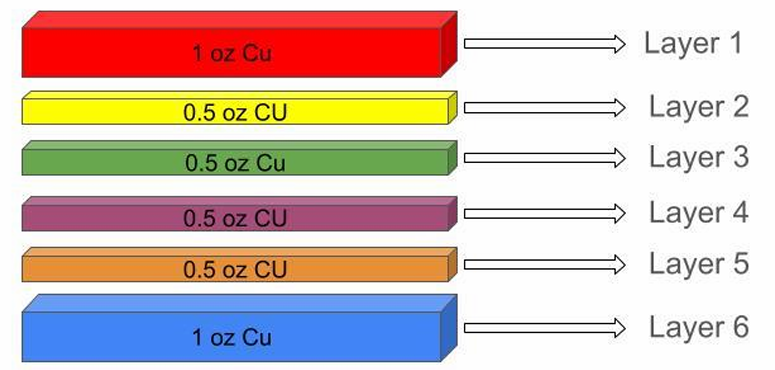 1 oz Cu
Layer 1
0.5 oz CU
Layer 2
0.5 oz Cu
Layer 3
0.5 oz CU
Layer 4
0.5 oz CU
Layer 5
1 oz Cu
Layer 6